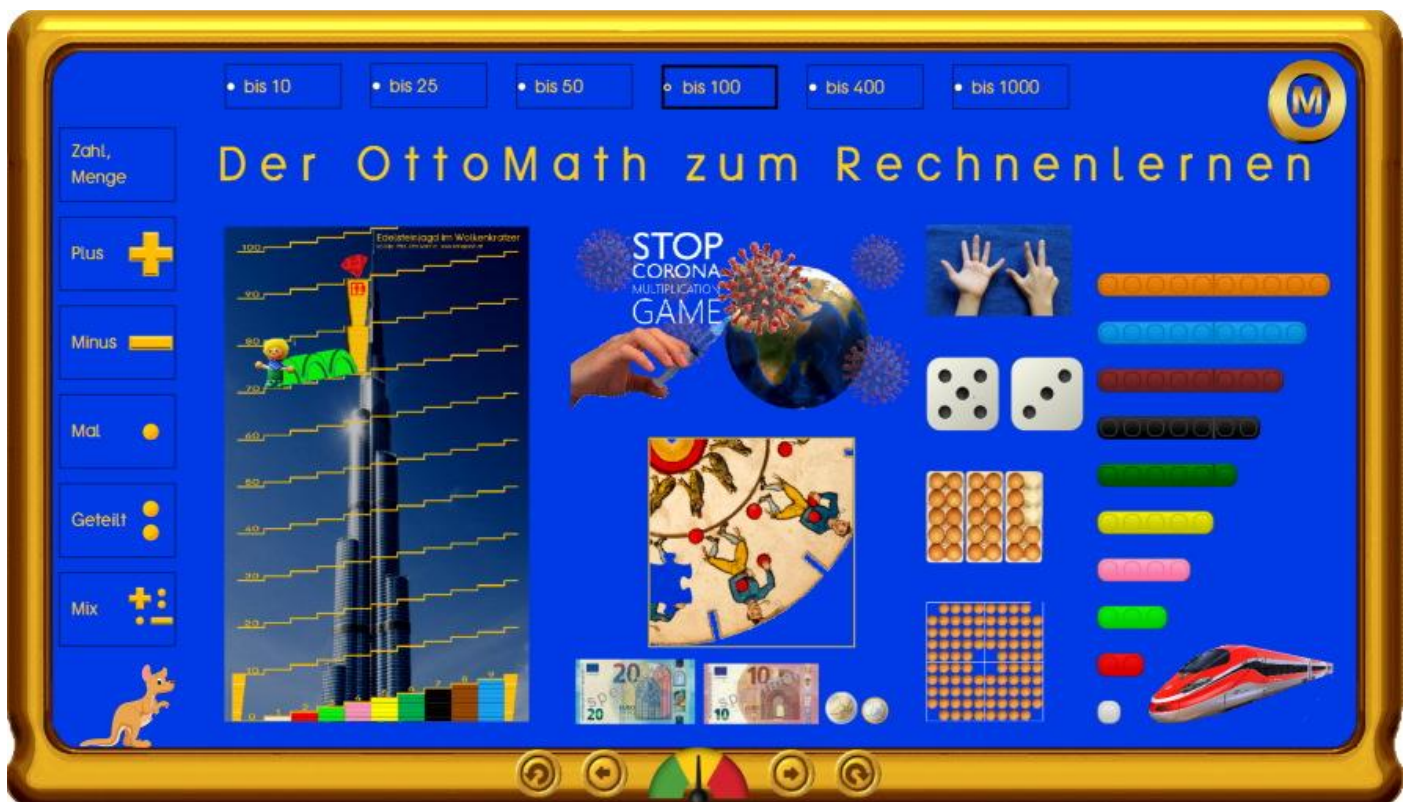 bis 10
bis 25
bis 50
bis 100
bis 400
bis 1000
M
Der OttoMath zum Rechnenlernen
Zahl,
Menge
Plus
Minus
Mal
Geteilt
Mix
Edelsteinjagd im Wolkenkratzer
100
90
80
70
60
50
40
30
20
10
0
STOP
CORONA
MULTIPLICATION
GAME
20
20
10
10